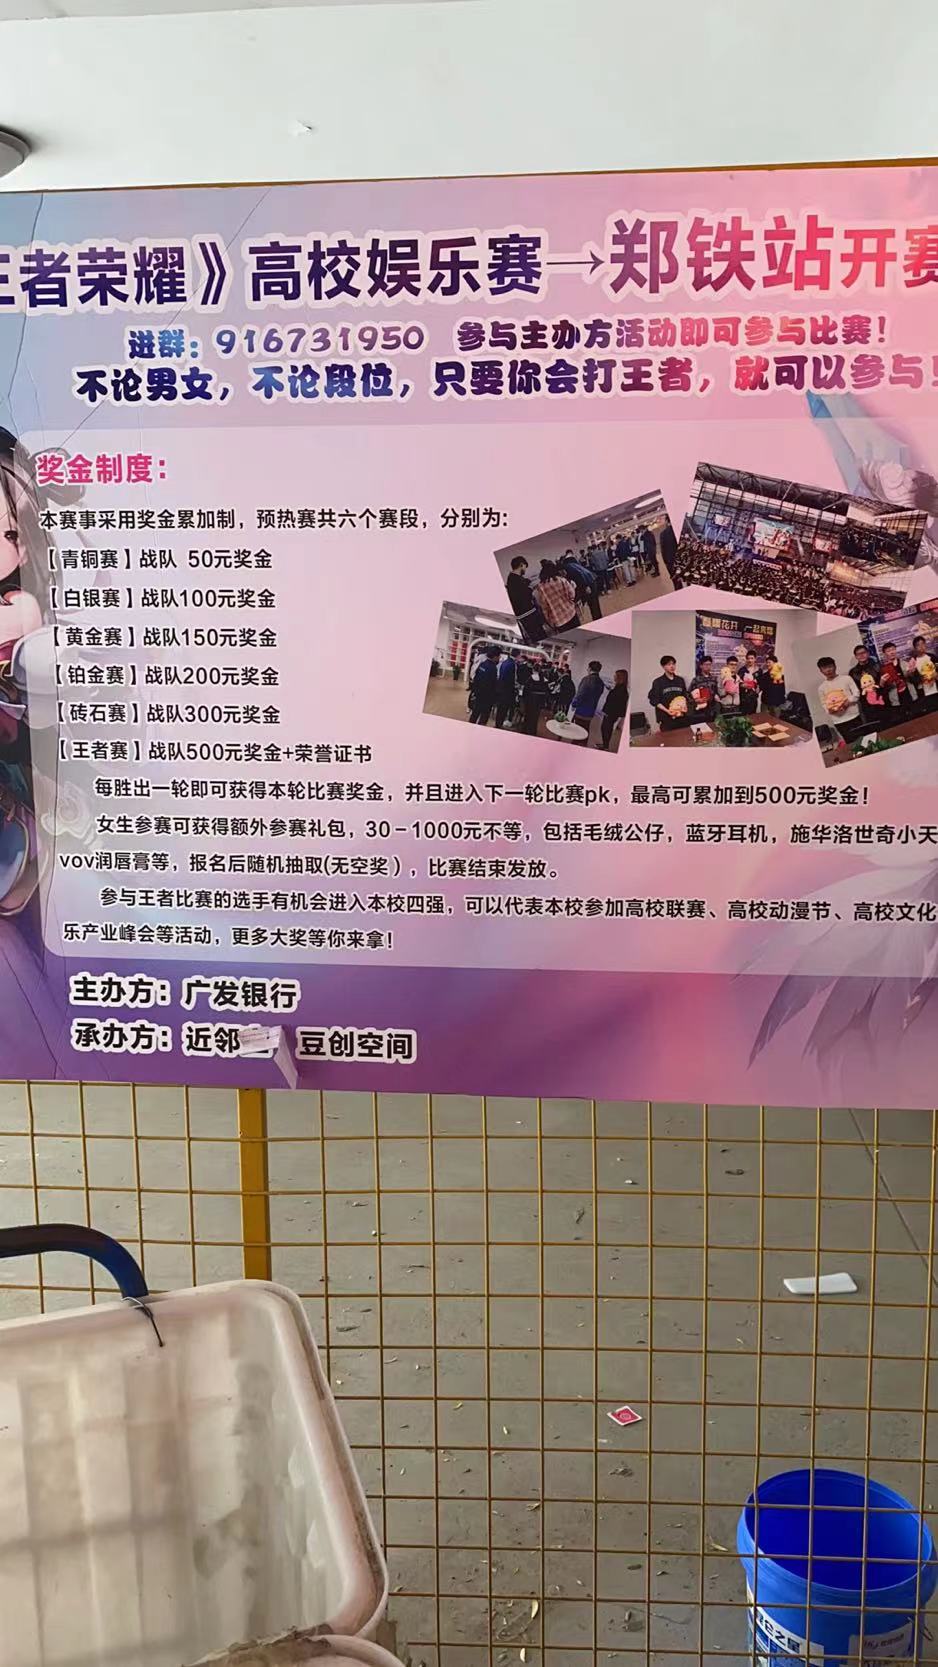 王者荣耀》高校娱乐赛→郑铁站开赛
进群：916731950 参与主办方活动即可参与比赛！
不论男女，不论段位，只要你会打王者，就可以参与
奖金制度：
本赛事采用奖金累加制，预热赛共六个赛段，分别为：
【青铜赛】战队 50元奖金
【白银赛】战队100元奖金
【黄金赛】战队150元奖金
【铂金赛】战队200元奖金
【砖石赛】战队300元奖金
【王者赛】战队500元奖金+荣誉证书
每胜出一轮即可获得本轮比赛奖金，并且进入下一轮比赛pk，最高可累加到500元奖金！
女生参赛可获得额外参赛礼包，30-1000元不等，包括毛绒公仔，蓝牙耳机，施华洛世奇小天
vov润唇膏等，报名后随机抽取(无空奖），比赛结束发放。
参与王者比赛的选手有机会进入本校四强，可以代表本校参加高校联赛、高校动漫节、高校文化
乐产业峰会等活动，更多大奖等你来拿！
主办方：广发银行
承办方：近邻 豆创空间